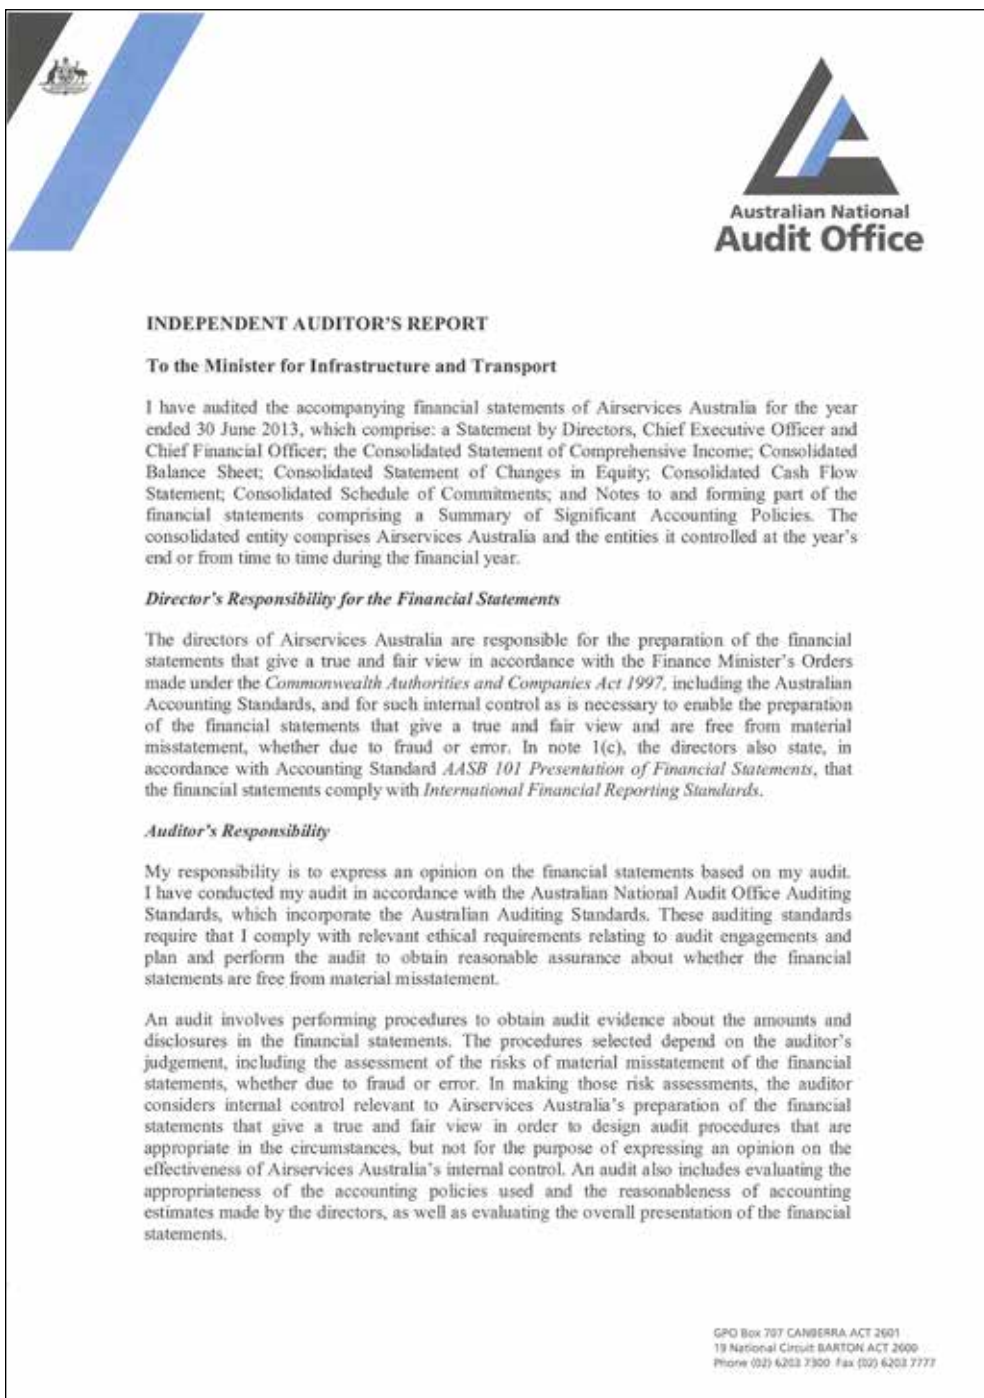 Australian National
Audit Office
INDEPENDENT AUDITOR'S REPORT
To the Minister for Infrastructure and Transport
I have audited the accompanying financial statements of Airservices Australia for the year
ended 30 June 2013, which comprise: a Statement by Directors, Chief Executive Officer and
Chief Financial Officer; the Consolidated Statement of Comprehensive Income; Consolidated
Balance Sheet; Consolidated Statement of Changes in Equity; Consolidated Cash Flow
Statement; Consolidated Schedule of Commitments; and Notes to and forming part of the
financial statements comprising a Summary of Significant Accounting Policies. The
consolidated entity comprises Airservices Australia and the entities it controlled at the year's
end or from time to time during the financial year.
Director's Responsibility for the Financial Statements
The directors of Airservices Australia are responsible for the preparation of the financial
statements that give a true and fair view in accordance with the Finance Minister's Orders
made under the Commonwealth Authorities and Companies Act 1997, including the Australian
Accounting Standards, and for such internal control as is necessary to enable the preparation
of the financial statements that give a true and fair view and are free from material
misstatement, whether due to fraud or error. In note 1(c), the directors also state, in
accordance with Accounting Standard AASB 101 Presentation of Financial Statements, that
the financial statements comply with International Financial Reporting Standards.
Auditor's Responsibility
My responsibility is to express an opinion on the financial statements based on my audit.
I have conducted my audit in accordance with the Australian National Audit Office Auditing
Standards, which incorporate the Australian Auditing Standards. These auditing standards
require that I comply with relevant ethical requirements relating to audit engagements and
plan and perform the audit to obtain reasonable assurance about whether the financial
statements are free from material misstatement.
An audit involves performing procedures to obtain audit evidence about the amounts and
disclosures in the financial statements. The procedures selected depend on the auditor's
judgement, including the assessment of the risks of material misstatement of the financial
statements, whether due to fraud or error. In making those risk assessments, the auditor
considers internal control relevant to Airservices Australia's preparation of the financial
statements that give a true and fair view in order to design audit procedures that are
appropriate in the circumstances, but not for the purpose of expressing an opinion on the
effectiveness of Airservices Australia's internal control. An audit also includes evaluating the
appropriateness of the accounting policies used and the reasonableness of accounting
estimates made by the directors, as well as evaluating the overall presentation of the financial
statements.
GPO Box 707 CANBERRA ACT 2601
19 National Circuit BARTON ACT 2600
Phone (02) 6203 7300 Fax (02) 6203 7777